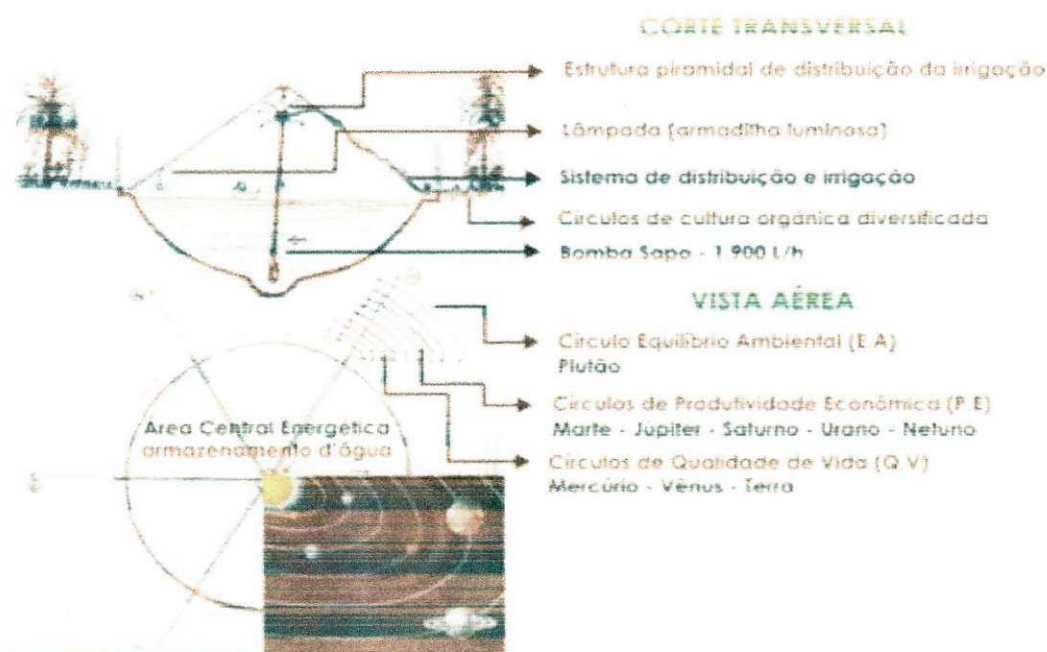 CORTE TRANSVERSAL
Estrutura piramidal de distribuição da irrigação
Lâmpada (armadilha luminosa)
Sistema de distribuição e irrigação
Círculos de cultura orgânica diversificada
Bomba Sapo - 1 900 L/h
VISTA AÉREA
Círculo Equilíbrio Ambiental (E.A)
Plutão
Círculos de Produtividade Econômica (P.E)
Marte - Júpiter - Saturno - Urano - Netuno
Círculos de Qualidade de Vida (Q V)
Mercúrio - Vênus - Terra
Área Central Energética
armazenamento d'água